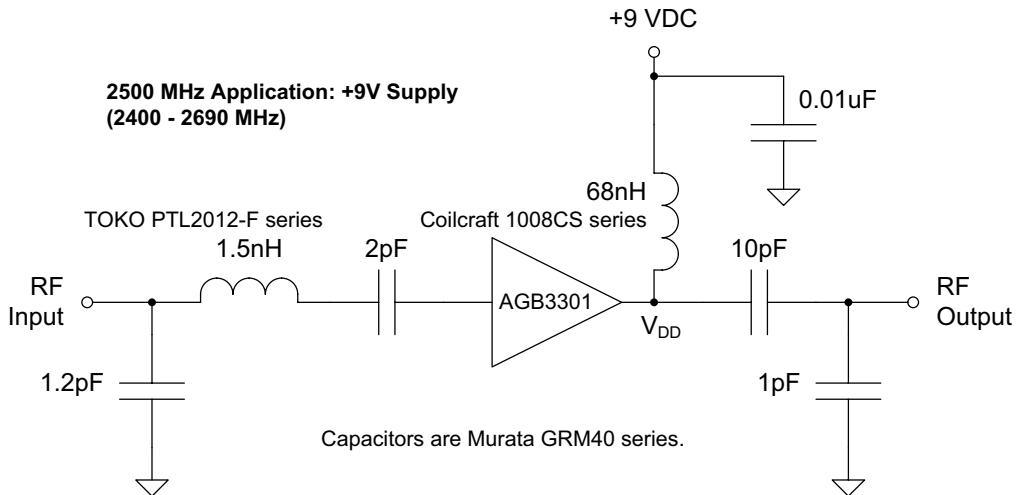 +9 VDC
2500 MHz Application: +9V Supply
(2400 - 2690 MHz)
0.01uF
68nH
TOKO PTL2012-F series
Coilcraft 1008CS series
1.5nH
2pF
10pF
RF
Input
AGB3301
V_DD
RF
Output
1.2pF
1pF
Capacitors are Murata GRM40 series.